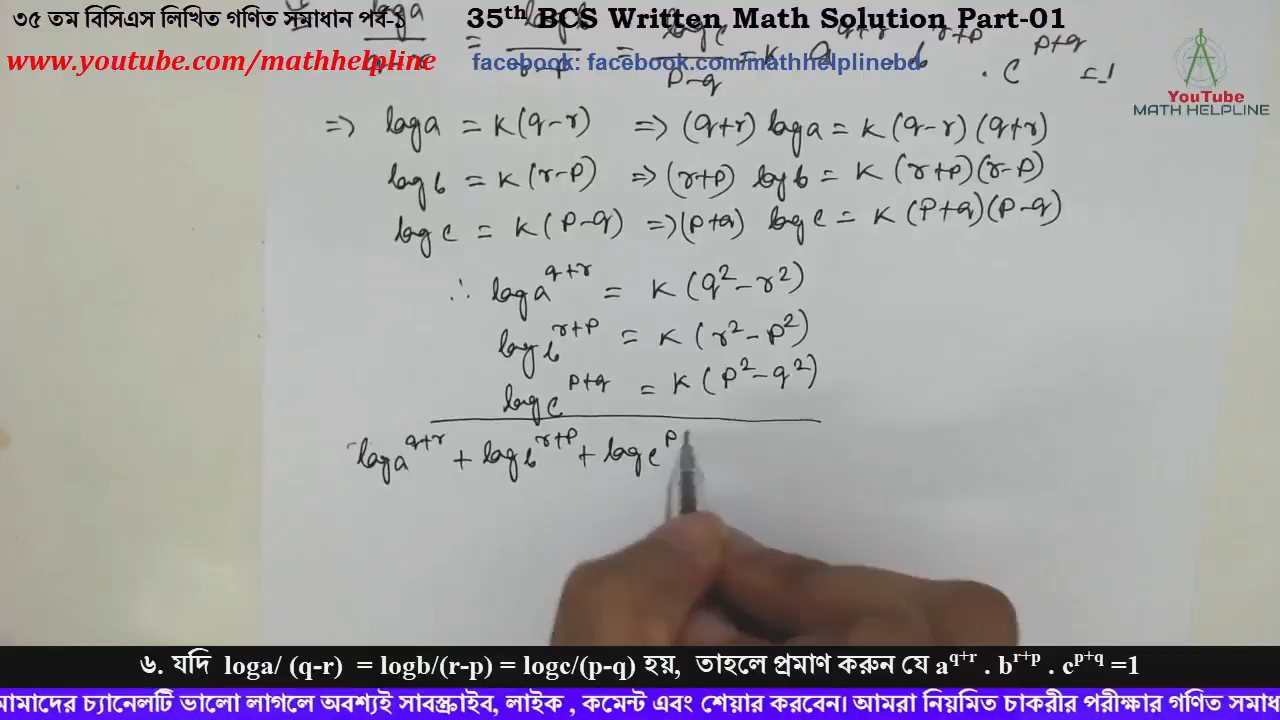 ৩৫ তম বিসিএস লিখিত গণিত সমাধান পর্ব-১ 35th BCS Written Math Solution Part-01
www.youtube.com/mathhelpline facebook: facebook.com/mathhelplinebd
p-q = K a^q+r . b^r+p . c^p+q = 1
YouTube
MATH HELPLINE
=> loga = K(q-r) => (q+r) loga = K(q-r)(q+r)
logb = K(r-p) => (r+p) logb = K(r+p)(r-p)
logc = K(p-q) => (p+q) logc = K(p+q)(p-q)
∴ loga^q+r = K(q²-r²)
logb^r+p = K(r²-p²)
logc^p+q = K(p²-q²)
loga^q+r + logb^r+p + logc^p
৬. যদি loga/ (q-r) = logb/(r-p) = logc/(p-q) হয়, তাহলে প্রমাণ করুন যে a^q+r . b^r+p . c^p+q =1
মাদের চ্যানেলটি ভালো লাগলে অবশ্যই সাবস্ক্রাইব, লাইক , কমেন্ট এবং শেয়ার করবেন। আমরা নিয়মিত চাকরীর পরীক্ষার গণিত